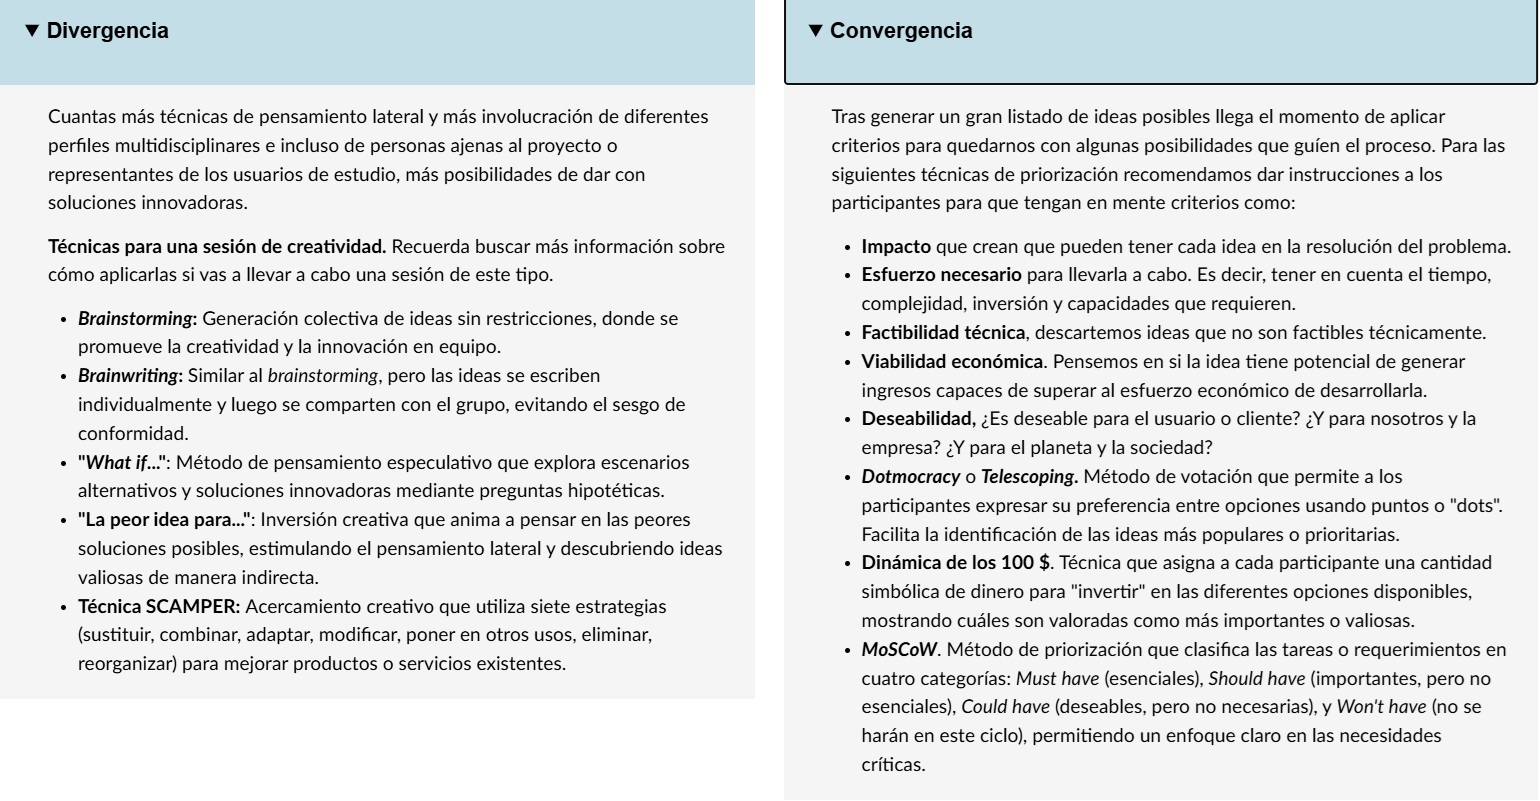 Divergencia
Cuantas más técnicas de pensamiento lateral y más involucración de diferentes
perfiles multidisciplinares e incluso de personas ajenas al proyecto o
representantes de los usuarios de estudio, más posibilidades de dar con
soluciones innovadoras.
Técnicas para una sesión de creatividad. Recuerda buscar más información sobre
cómo aplicarlas si vas a llevar a cabo una sesión de este tipo.
• Brainstorming: Generación colectiva de ideas sin restricciones, donde se
promueve la creatividad y la innovación en equipo.
• Brainwriting: Similar al brainstorming, pero las ideas se escriben
individualmente y luego se comparten con el grupo, evitando el sesgo de
conformidad.
• "What if...": Método de pensamiento especulativo que explora escenarios
alternativos y soluciones innovadoras mediante preguntas hipotéticas.
• "La peor idea para...": Inversión creativa que anima a pensar en las peores
soluciones posibles, estimulando el pensamiento lateral y descubriendo ideas
valiosas de manera indirecta.
• Técnica SCAMPER: Acercamiento creativo que utiliza siete estrategias
(sustituir, combinar, adaptar, modificar, poner en otros usos, eliminar,
reorganizar) para mejorar productos o servicios existentes.
Convergencia
Tras generar un gran listado de ideas posibles llega el momento de aplicar
criterios para quedarnos con algunas posibilidades que guíen el proceso. Para las
siguientes técnicas de priorización recomendamos dar instrucciones a los
participantes para que tengan en mente criterios como:
• Impacto que crean que pueden tener cada idea en la resolución del problema.
• Esfuerzo necesario para llevarla a cabo. Es decir, tener en cuenta el tiempo,
complejidad, inversión y capacidades que requieren.
• Factibilidad técnica, descartemos ideas que no son factibles técnicamente.
• Viabilidad económica. Pensemos en si la idea tiene potencial de generar
ingresos capaces de superar al esfuerzo económico de desarrollarla.
• Deseabilidad, ¿Es deseable para el usuario o cliente? ¿Y para nosotros y la
empresa? ¿Y para el planeta y la sociedad?
• Dotmocracy o Telescoping. Método de votación que permite a los
participantes expresar su preferencia entre opciones usando puntos o "dots".
Facilita la identificación de las ideas más populares o prioritarias.
• Dinámica de los 100 $. Técnica que asigna a cada participante una cantidad
simbólica de dinero para "invertir" en las diferentes opciones disponibles,
mostrando cuáles son valoradas como más importantes o valiosas.
• MoSCoW. Método de priorización que clasifica las tareas o requerimientos en
cuatro categorías: Must have (esenciales), Should have (importantes, pero no
esenciales), Could have (deseables, pero no necesarias), y Won't have (no se
harán en este ciclo), permitiendo un enfoque claro en las necesidades
críticas.